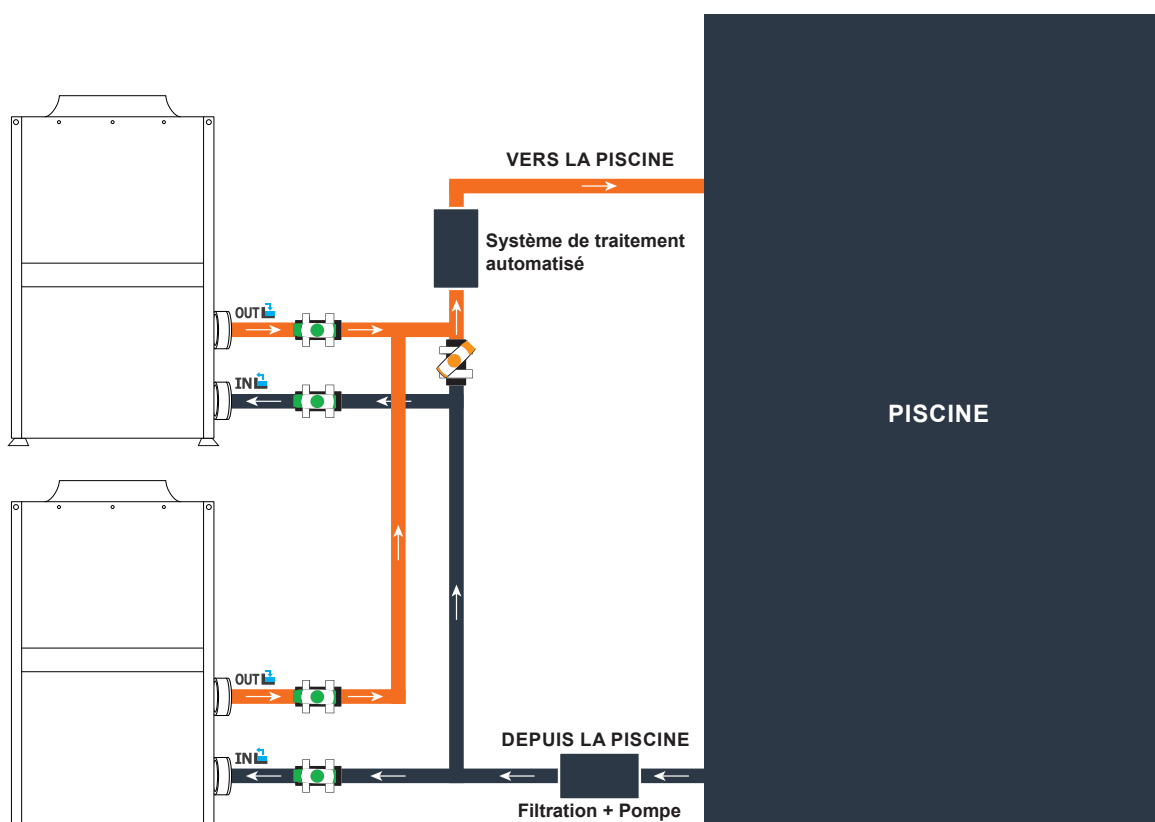 VERS LA PISCINE
Système de traitement
automatisé
OUT
IN
PISCINE
OUT
DEPUIS LA PISCINE
IN
Filtration + Pompe